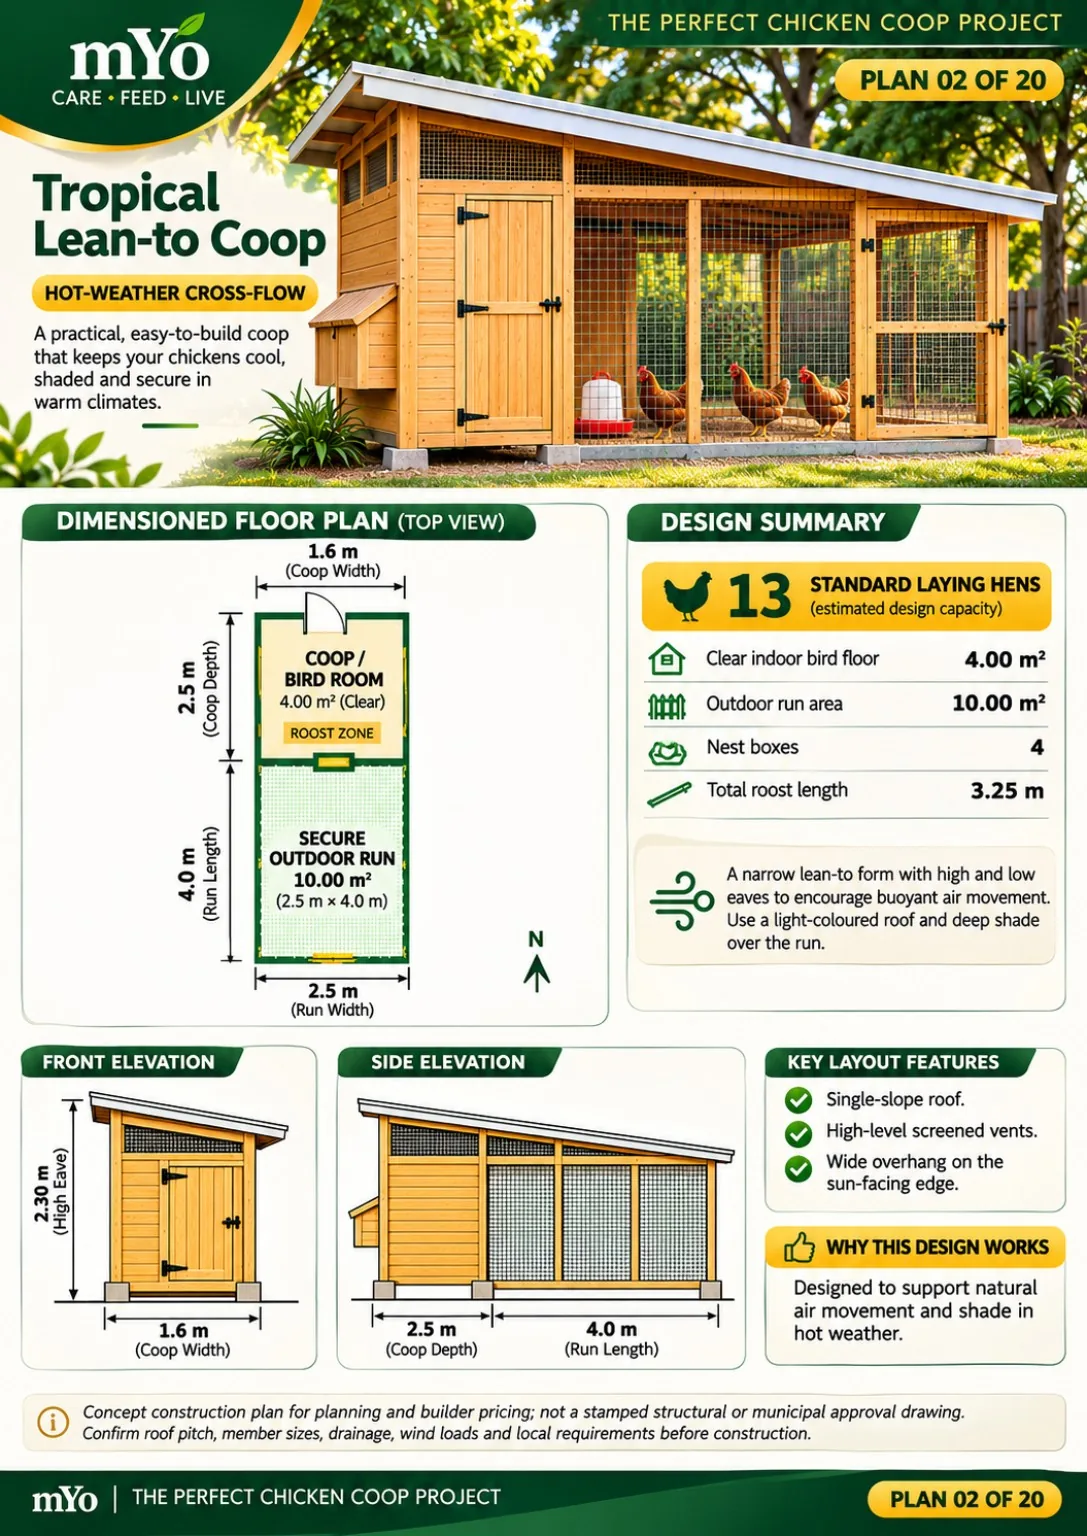 mYo
CARE • FEED • LIVE
THE PERFECT CHICKEN COOP PROJECT
PLAN 02 OF 20
Tropical
Lean-to Coop
HOT-WEATHER CROSS-FLOW
A practical, easy-to-build coop
that keeps your chickens cool,
shaded and secure in
warm climates.
DIMENSIONED FLOOR PLAN (TOP VIEW)
1.6 m
(Coop Width)
2.5 m
(Coop Depth)
COOP /
BIRD ROOM
4.00 m² (Clear)
ROOST ZONE
4.0 m
(Run Length)
SECURE
OUTDOOR RUN
10.00 m²
(2.5 m × 4.0 m)
N
2.5 m
(Run Width)
DESIGN SUMMARY
13 STANDARD LAYING HENS
(estimated design capacity)
Clear indoor bird floor 4.00 m²
Outdoor run area 10.00 m²
Nest boxes 4
Total roost length 3.25 m
A narrow lean-to form with high and low
eaves to encourage buoyant air movement.
Use a light-coloured roof and deep shade
over the run.
FRONT ELEVATION
2.30 m
(High Eave)
1.6 m
(Coop Width)
SIDE ELEVATION
2.5 m
(Coop Depth)
4.0 m
(Run Length)
KEY LAYOUT FEATURES
Single-slope roof.
High-level screened vents.
Wide overhang on the
sun-facing edge.
WHY THIS DESIGN WORKS
Designed to support natural
air movement and shade in
hot weather.
Concept construction plan for planning and builder pricing; not a stamped structural or municipal approval drawing.
Confirm roof pitch, member sizes, drainage, wind loads and local requirements before construction.
mYo | THE PERFECT CHICKEN COOP PROJECT
PLAN 02 OF 20